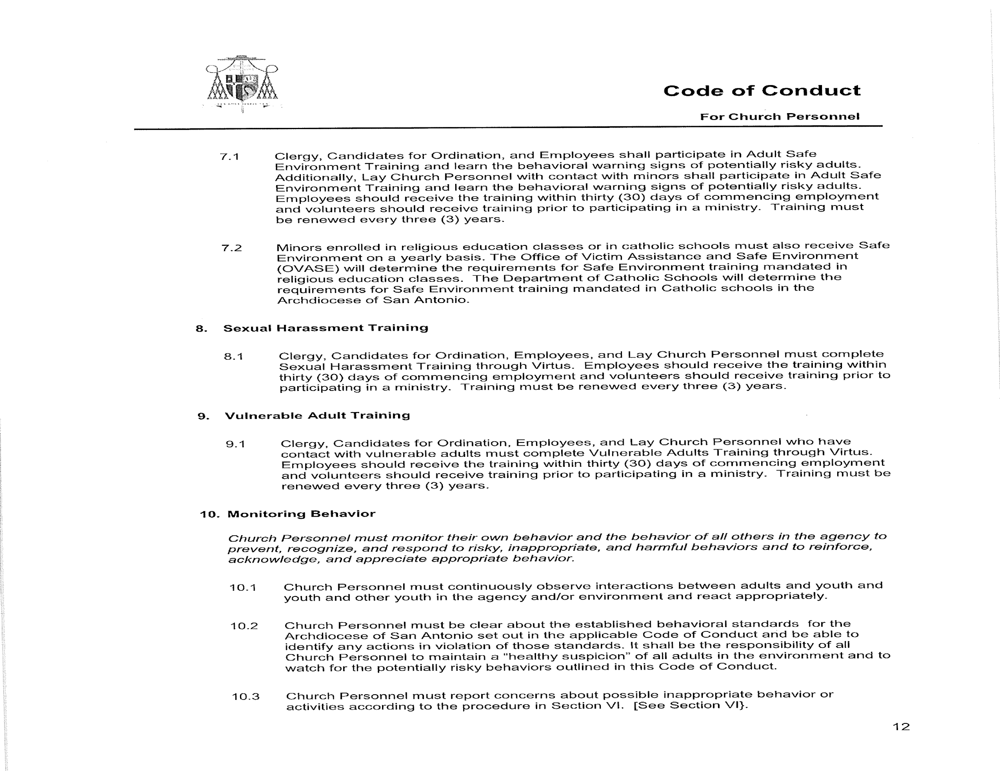 Code of Conduct
For Church Personnel
7.1 Clergy, Candidates for Ordination, and Employees shall participate in Adult Safe
Environment Training and learn the behavioral warning signs of potentially risky adults.
Additionally, Lay Church Personnel with contact with minors shall participate in Adult Safe
Environment Training and learn the behavioral warning signs of potentially risky adults.
Employees should receive the training within thirty (30) days of commencing employment
and volunteers should receive training prior to participating in a ministry. Training must
be renewed every three (3) years.
7.2 Minors enrolled in religious education classes or in catholic schools must also receive Safe
Environment on a yearly basis. The Office of Victim Assistance and Safe Environment
(OVASE) will determine the requirements for Safe Environment training mandated in
religious education classes. The Department of Catholic Schools will determine the
requirements for Safe Environment training mandated in Catholic schools in the
Archdiocese of San Antonio.
8. Sexual Harassment Training
8.1 Clergy, Candidates for Ordination, Employees, and Lay Church Personnel must complete
Sexual Harassment Training through Virtus. Employees should receive the training within
thirty (30) days of commencing employment and volunteers should receive training prior to
participating in a ministry. Training must be renewed every three (3) years.
9. Vulnerable Adult Training
9.1 Clergy, Candidates for Ordination, Employees, and Lay Church Personnel who have
contact with vulnerable adults must complete Vulnerable Adults Training through Virtus.
Employees should receive the training within thirty (30) days of commencing employment
and volunteers should receive training prior to participating in a ministry. Training must be
renewed every three (3) years.
10. Monitoring Behavior
Church Personnel must monitor their own behavior and the behavior of all others in the agency to
prevent, recognize, and respond to risky, inappropriate, and harmful behaviors and to reinforce,
acknowledge, and appreciate appropriate behavior.
10.1 Church Personnel must continuously observe interactions between adults and youth and
youth and other youth in the agency and/or environment and react appropriately.
10.2 Church Personnel must be clear about the established behavioral standards for the
Archdiocese of San Antonio set out in the applicable Code of Conduct and be able to
identify any actions in violation of those standards. It shall be the responsibility of all
Church Personnel to maintain a "healthy suspicion" of all adults in the environment and to
watch for the potentially risky behaviors outlined in this Code of Conduct.
10.3 Church Personnel must report concerns about possible inappropriate behavior or
activities according to the procedure in Section VI. [See Section VI}.
12